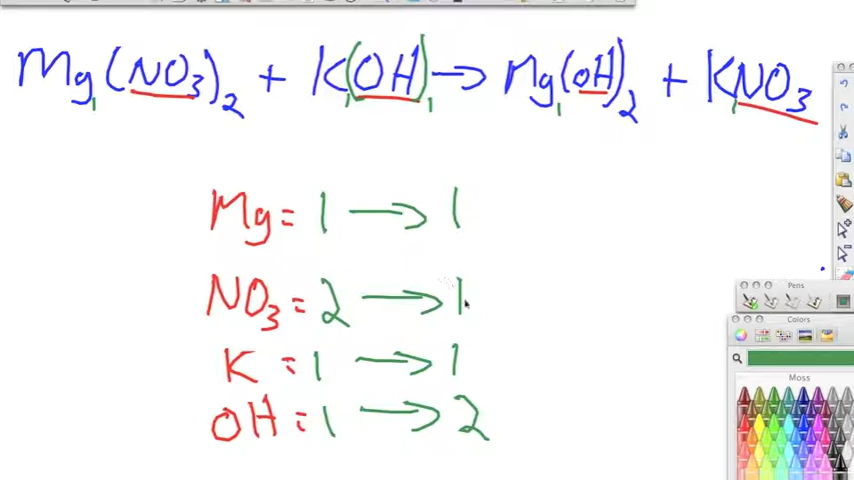 Mg₁(NO₃)₂ + K₁(OH)₁ → Mg₁(OH)₂ + K₁NO₃
Mg = 1 → 1
NO₃ = 2 → 1
K = 1 → 1
OH = 1 → 2
Pens
Colors
Moss